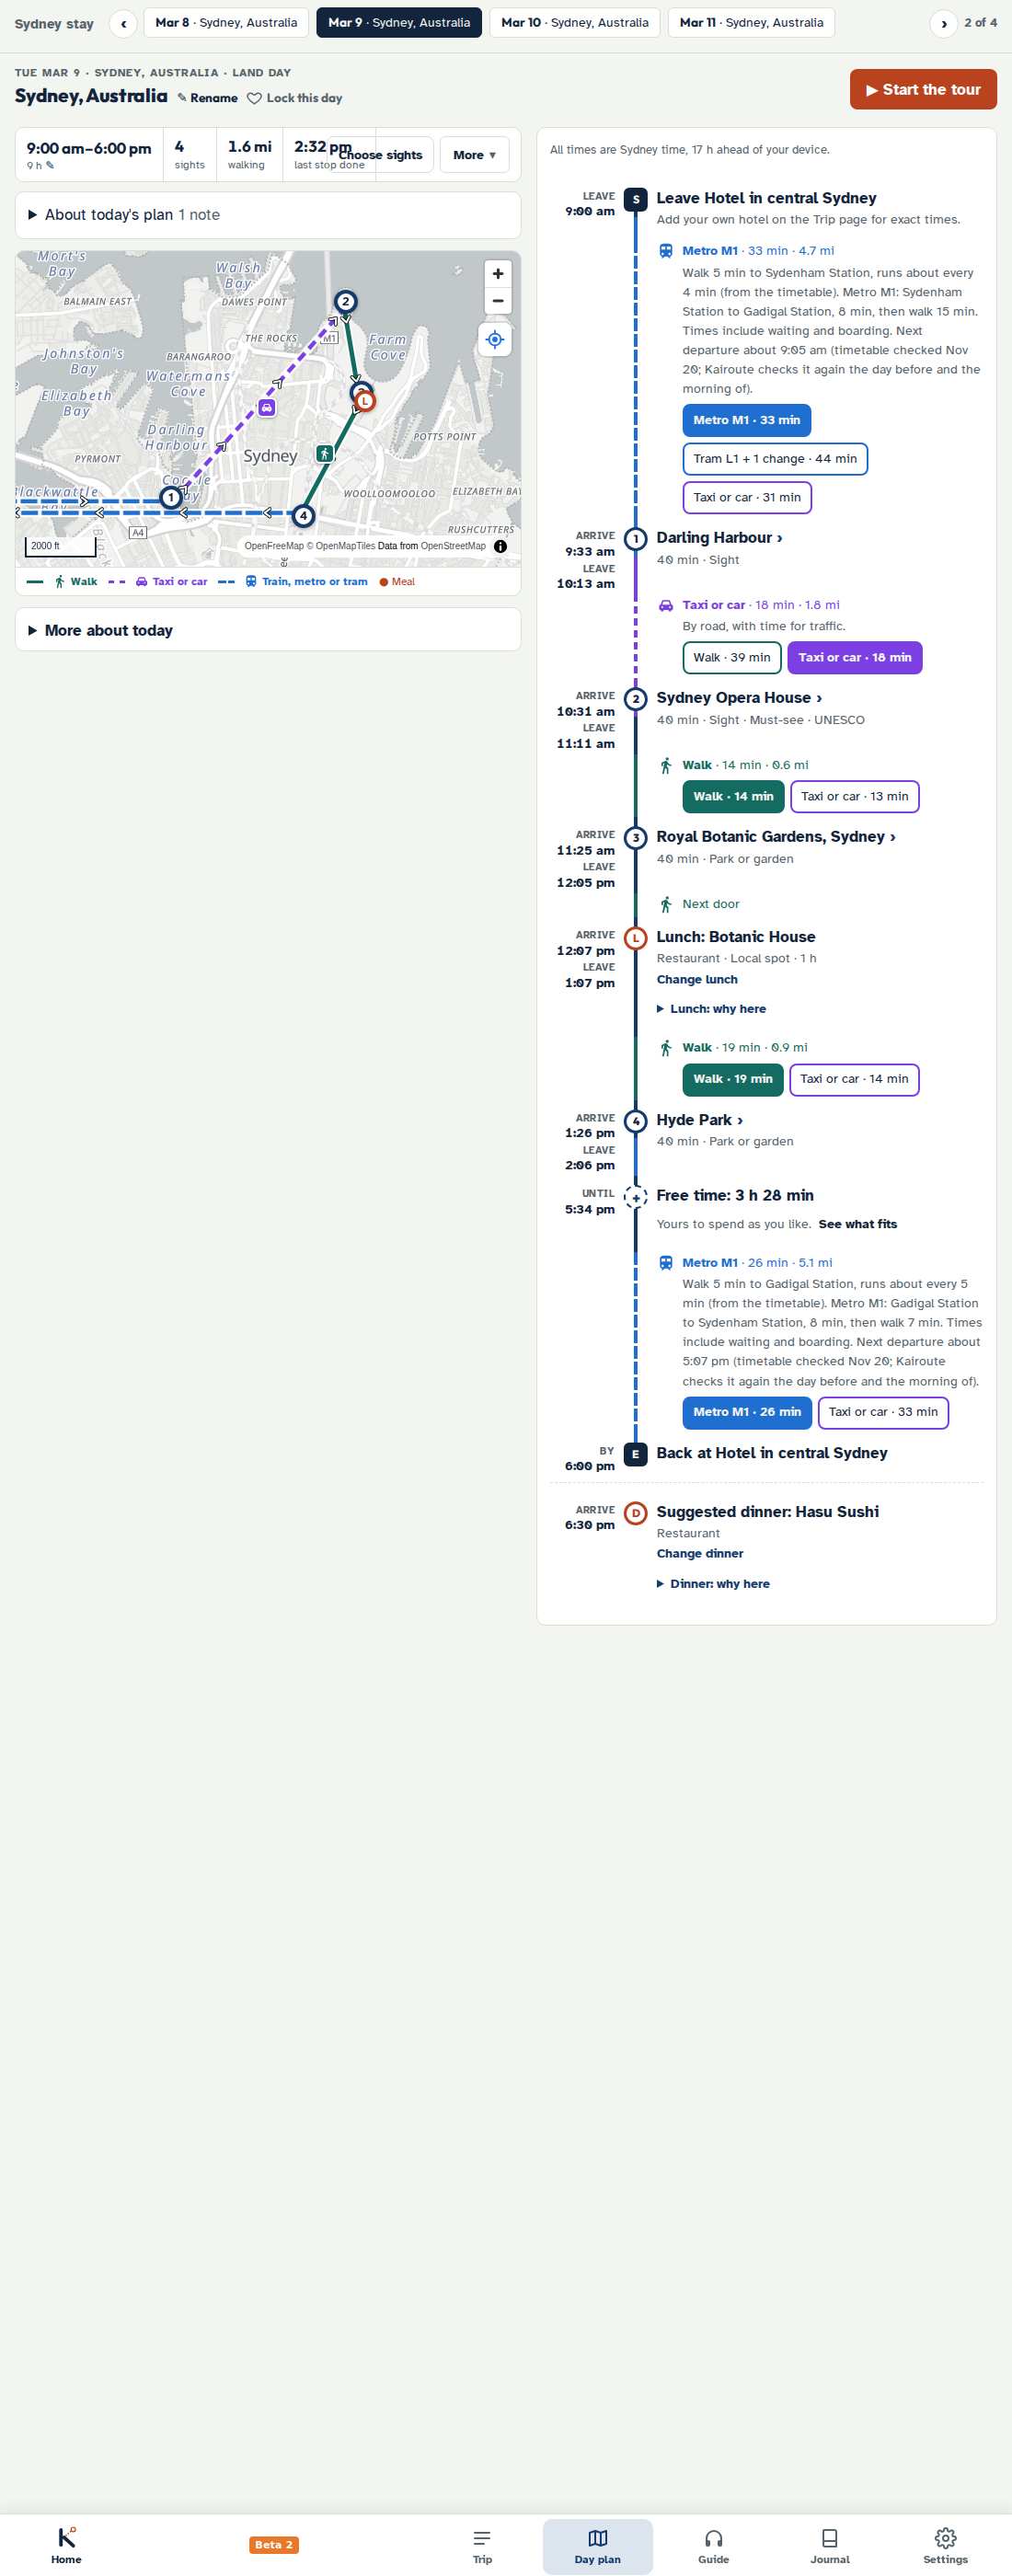 Sydney stay
‹
Mar 8 · Sydney, Australia
Mar 9 · Sydney, Australia
Mar 10 · Sydney, Australia
Mar 11 · Sydney, Australia
›
2 of 4
TUE MAR 9 · SYDNEY, AUSTRALIA · LAND DAY
Sydney, Australia
✎ Rename
Lock this day
▶ Start the tour
9:00 am–6:00 pm
9 h ✎
4
sights
1.6 mi
walking
2:32 pm
last stop done
Choose sights
More ▾
▶ About today's plan 1 note
Mort's
Bay
Walsh
Bay
BALMAIN EAST
DAWES POINT
2
+
−
THE ROCKS
M1
Farm
Cove
Johnston's
Bay
BARANGAROO
Watermans
Cove
Elizabeth
Bay
L
Darling
Harbour
POTTS POINT
PYRMONT
Sydney
Blackwattle
1
WOOLLOOMOOLOO
ELIZABETH BAY
4
A4
RUSHCUTTERS
2000 ft
OpenFreeMap © OpenMapTiles Data from OpenStreetMap
Walk
Taxi or car
Train, metro or tram
Meal
▶ More about today
All times are Sydney time, 17 h ahead of your device.
LEAVE
9:00 am
S
Leave Hotel in central Sydney
Add your own hotel on the Trip page for exact times.
Metro M1 · 33 min · 4.7 mi
Walk 5 min to Sydenham Station, runs about every
4 min (from the timetable). Metro M1: Sydenham
Station to Gadigal Station, 8 min, then walk 15 min.
Times include waiting and boarding. Next
departure about 9:05 am (timetable checked Nov
20; Kairoute checks it again the day before and the
morning of).
Metro M1 · 33 min
Tram L1 + 1 change · 44 min
Taxi or car · 31 min
ARRIVE
9:33 am
LEAVE
10:13 am
1
Darling Harbour ›
40 min · Sight
Taxi or car · 18 min · 1.8 mi
By road, with time for traffic.
Walk · 39 min
Taxi or car · 18 min
ARRIVE
10:31 am
LEAVE
11:11 am
2
Sydney Opera House ›
40 min · Sight · Must-see · UNESCO
Walk · 14 min · 0.6 mi
Walk · 14 min
Taxi or car · 13 min
ARRIVE
11:25 am
LEAVE
12:05 pm
3
Royal Botanic Gardens, Sydney ›
40 min · Park or garden
Next door
ARRIVE
12:07 pm
LEAVE
1:07 pm
L
Lunch: Botanic House
Restaurant · Local spot · 1 h
Change lunch
▶ Lunch: why here
Walk · 19 min · 0.9 mi
Walk · 19 min
Taxi or car · 14 min
ARRIVE
1:26 pm
LEAVE
2:06 pm
4
Hyde Park ›
40 min · Park or garden
UNTIL
5:34 pm
+
Free time: 3 h 28 min
Yours to spend as you like. See what fits
Metro M1 · 26 min · 5.1 mi
Walk 5 min to Gadigal Station, runs about every 5
min (from the timetable). Metro M1: Gadigal Station
to Sydenham Station, 8 min, then walk 7 min. Times
include waiting and boarding. Next departure about
5:07 pm (timetable checked Nov 20; Kairoute
checks it again the day before and the morning of).
Metro M1 · 26 min
Taxi or car · 33 min
BY
6:00 pm
E
Back at Hotel in central Sydney
ARRIVE
6:30 pm
D
Suggested dinner: Hasu Sushi
Restaurant
Change dinner
▶ Dinner: why here
Home
Beta 2
Trip
Day plan
Guide
Journal
Settings